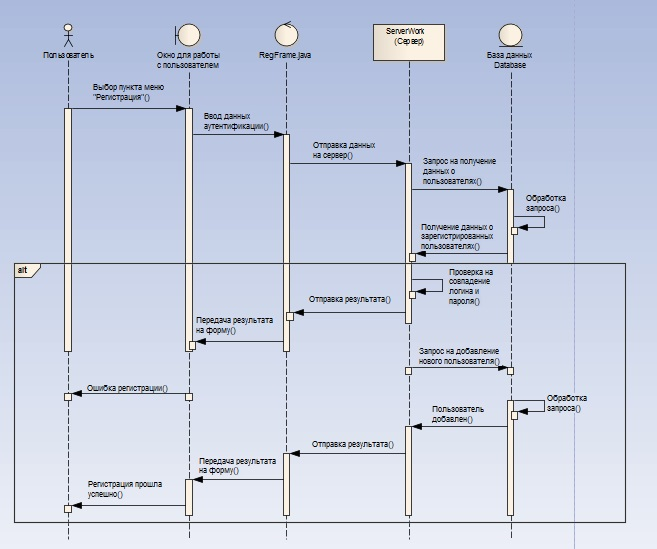 Пользователь
Окно для работы
с пользователем
RegFrame.java
ServerWork
(Сервер)
База данных
Database
Выбор пункта меню
"Регистрация"()
Ввод данных
аутентификации()
Отправка данных
на сервер()
Запрос на получение
данных о
пользователях()
Обработка
запроса()
Получение данных о
зарегистрированных
пользователях()
alt
Проверка на
совпадение
логина и
пароля()
Отправка результата()
Передача результата
на форму()
Запрос на добавление
нового пользователя()
Ошибка регистрации()
Обработка
запроса()
Пользователь
добавлен()
Отправка результата()
Передача результата
на форму()
Регистрация прошла
успешно()